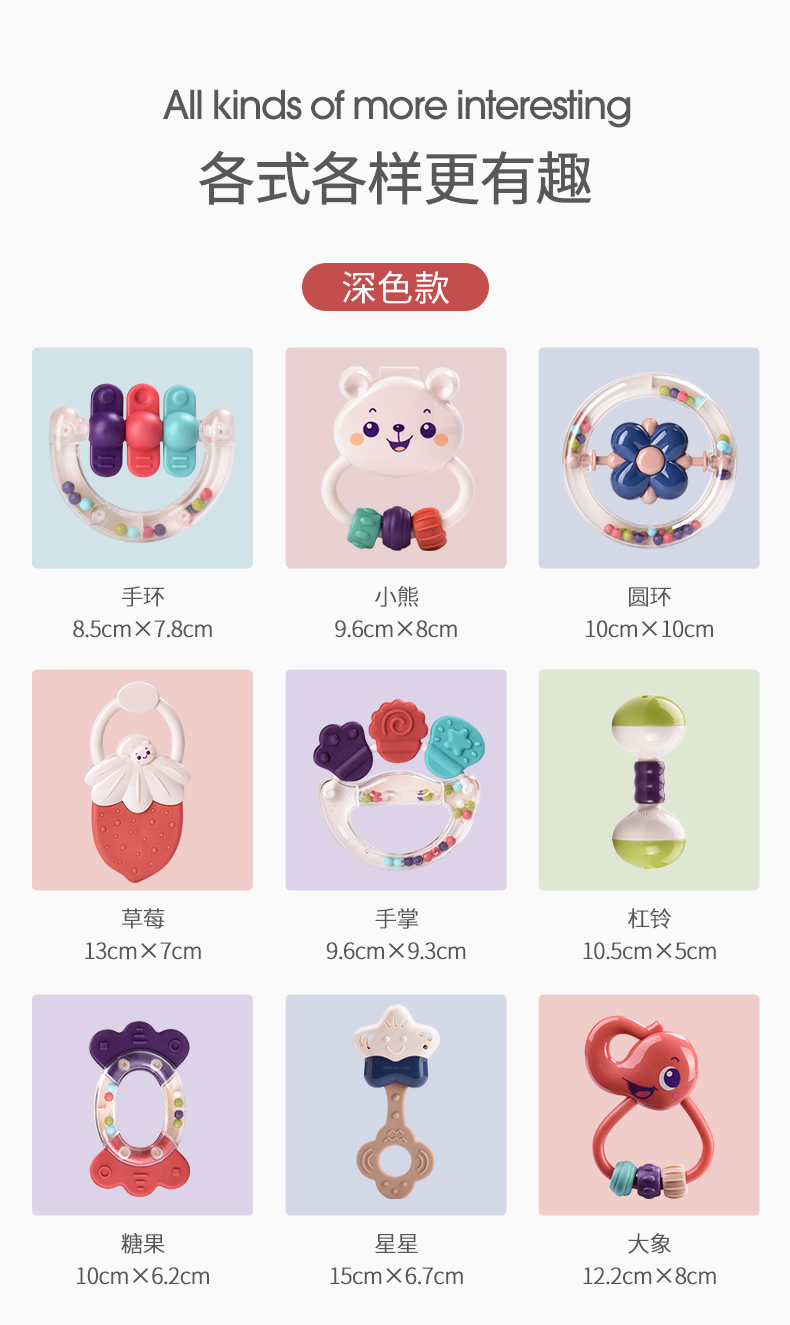 All kinds of more interesting
各式各样更有趣
深色款
手环
8.5cm×7.8cm
小熊
9.6cm×8cm
圆环
10cm×10cm
草莓
13cm×7cm
手掌
9.6cm×9.3cm
杠铃
10.5cm×5cm
糖果
10cm×6.2cm
星星
15cm×6.7cm
大象
12.2cm×8cm